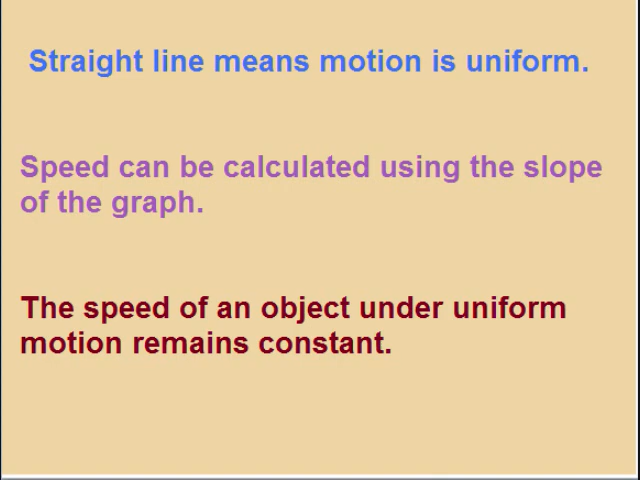 Straight line means motion is uniform.
Speed can be calculated using the slope
of the graph.
The speed of an object under uniform
motion remains constant.